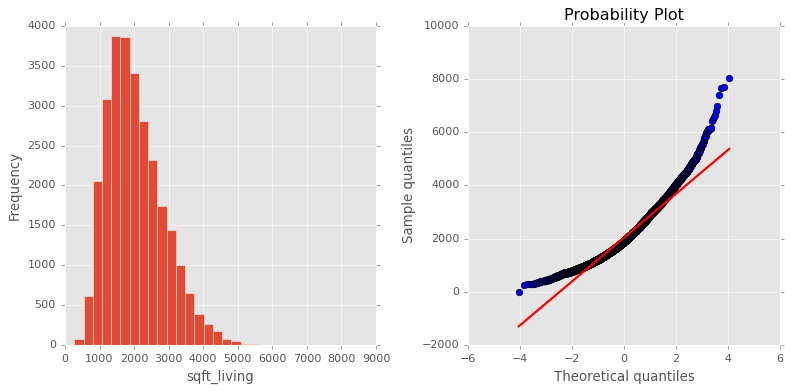 4000
3500
3000
2500
2000
1500
1000
500
0
Frequency
0 1000 2000 3000 4000 5000 6000 7000 8000 9000
sqft_living
Probability Plot
10000
8000
6000
4000
2000
0
−2000
Sample quantiles
−6 −4 −2 0 2 4 6
Theoretical quantiles